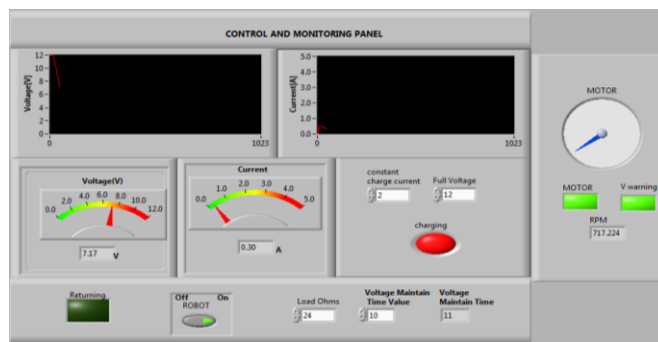 CONTROL AND MONITORING PANEL
Voltage[V]
12
10
8
6
4
2
0
0
1023
Current[A]
5.0
4.0
3.0
2.0
1.0
0.0
0
1023
MOTOR
Voltage(V)
0.0 2.0 4.0 6.0 8.0 10.0 12.0
7.17 V
Current
0.0 1.0 2.0 3.0 4.0 5.0
0.30 A
constant
charge current
2
Full Voltage
12
charging
MOTOR
V warning
RPM
717.224
Returning
Off On
ROBOT
Load Ohms
24
Voltage Maintain
Time Value
10
Voltage
Maintain Time
11